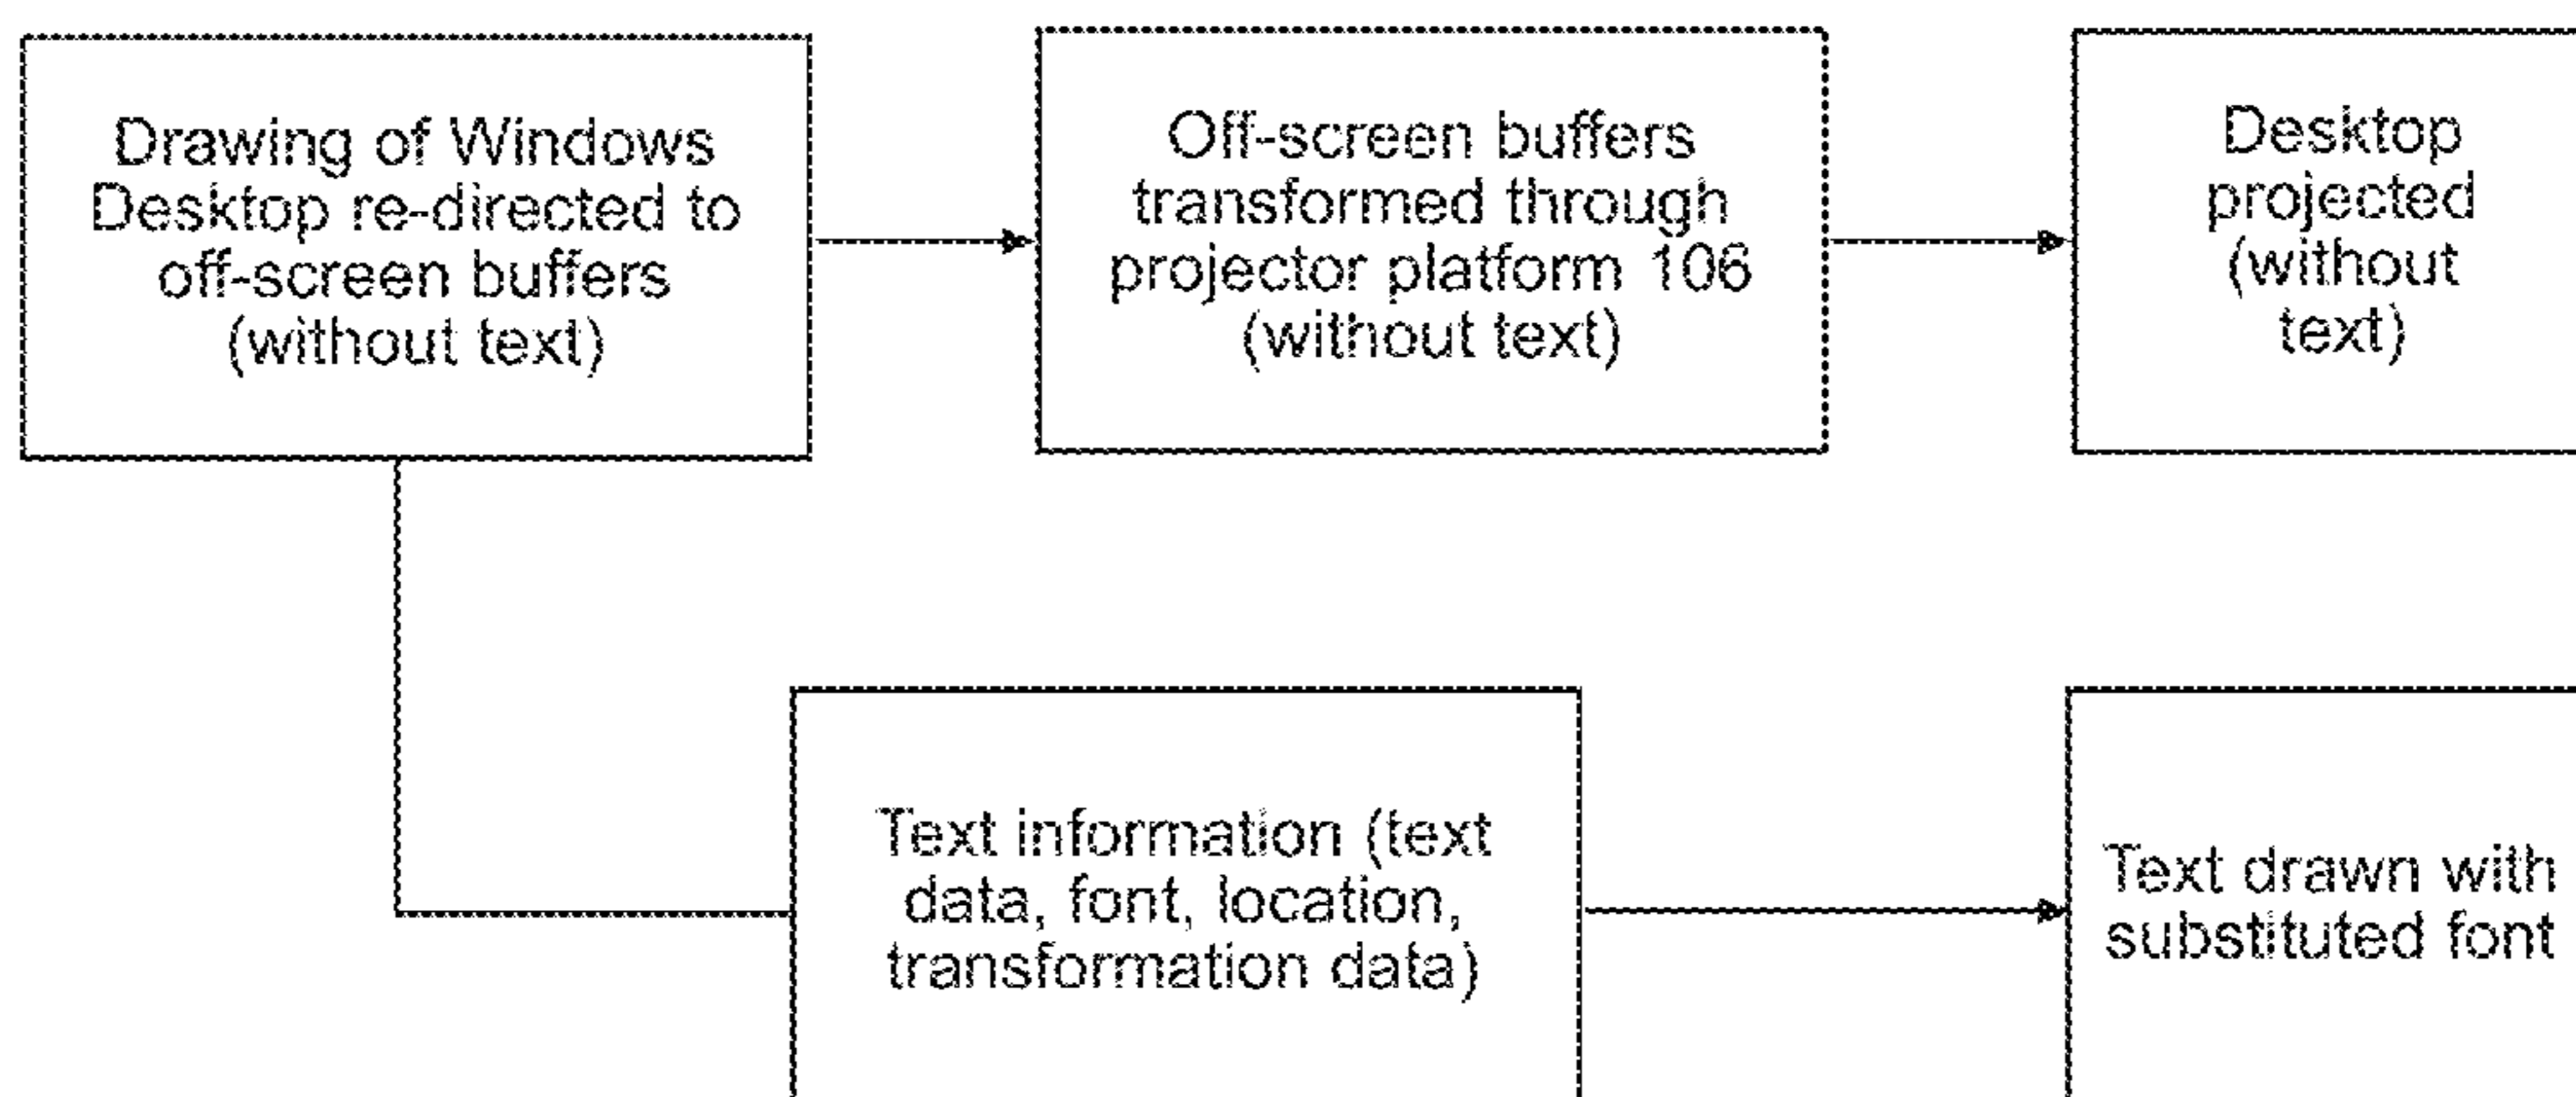 Drawing of Windows
Desktop re-directed to
off-screen buffers
(without text)
Off-screen buffers
transformed through
projector platform 106
(without text)
Desktop
projected
(without
text)
Text information (text
data, font, location,
transformation data)
Text drawn with
substituted font